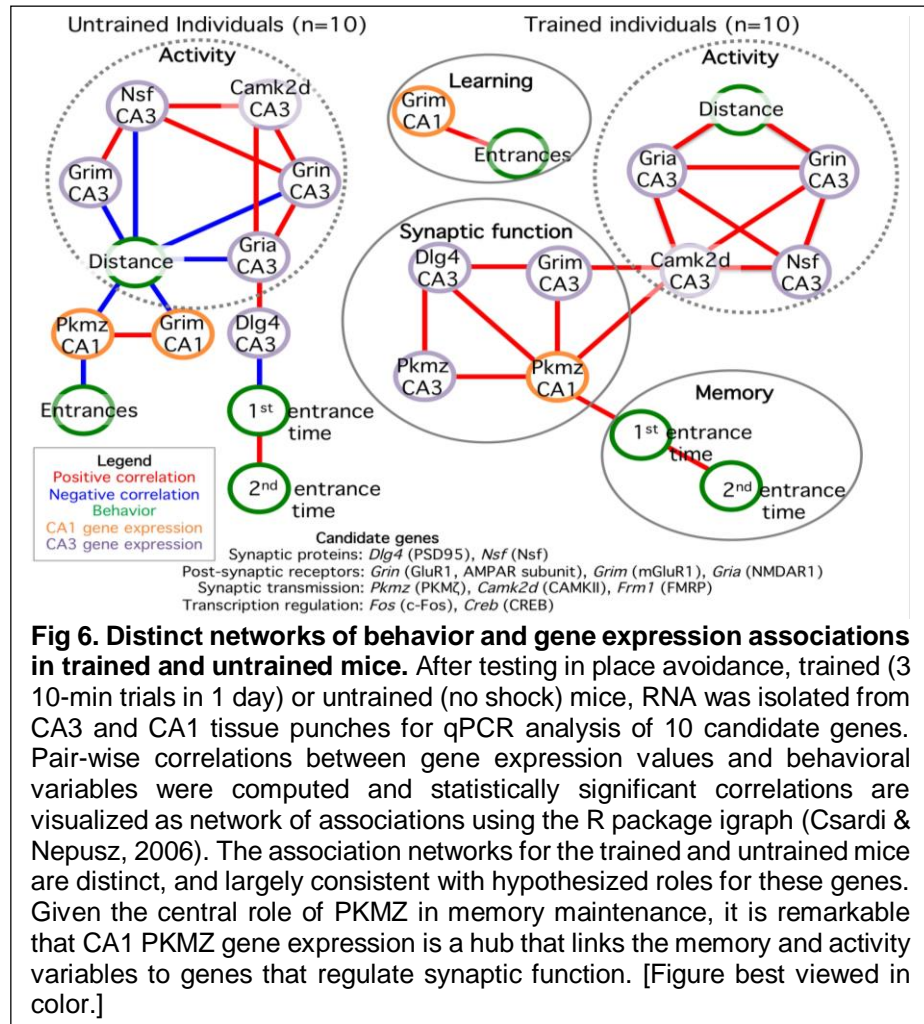 Untrained Individuals (n=10)
Trained individuals (n=10)
Activity
Nsf
CA3
Camk2d
CA3
Grim
CA3
Grin
CA3
Distance
Gria
CA3
Pkmz
CA1
Grim
CA1
Dlg4
CA3
Entrances
1st entrance
time
2nd entrance
time
Learning
Grim
CA1
Entrances
Activity
Distance
Gria
CA3
Grin
CA3
Camk2d
CA3
Nsf
CA3
Synaptic function
Dlg4
CA3
Grim
CA3
Pkmz
CA3
Pkmz
CA1
Memory
1st entrance
time
2nd entrance
time
Legend
Positive correlation
Negative correlation
Behavior
CA1 gene expression
CA3 gene expression
Candidate genes
Synaptic proteins: Dlg4 (PSD95), Nsf (Nsf)
Post-synaptic receptors: Grin (GluR1, AMPAR subunit), Grim (mGluR1), Gria (NMDAR1)
Synaptic transmission: Pkmz (PKMζ), Camk2d (CAMKII), Frm1 (FMRP)
Transcription regulation: Fos (c-Fos), Creb (CREB)
Fig 6. Distinct networks of behavior and gene expression associations
in trained and untrained mice. After testing in place avoidance, trained (3
10-min trials in 1 day) or untrained (no shock) mice, RNA was isolated from
CA3 and CA1 tissue punches for qPCR analysis of 10 candidate genes.
Pair-wise correlations between gene expression values and behavioral
variables were computed and statistically significant correlations are
visualized as network of associations using the R package igraph (Csardi &
Nepusz, 2006). The association networks for the trained and untrained mice
are distinct, and largely consistent with hypothesized roles for these genes.
Given the central role of PKMZ in memory maintenance, it is remarkable
that CA1 PKMZ gene expression is a hub that links the memory and activity
variables to genes that regulate synaptic function. [Figure best viewed in
color.]